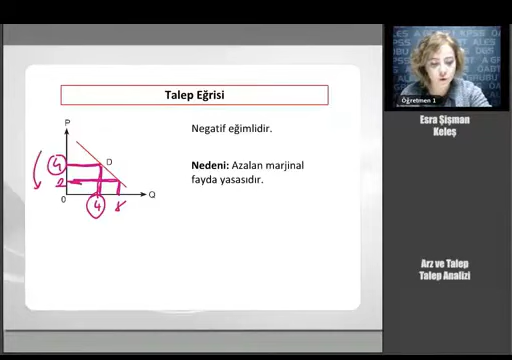 Talep Eğrisi
P
Negatif eğimlidir.
D
Nedeni: Azalan marjinal
fayda yasasıdır.
4
2
0
4
Q
Öğretmen 1
Esra Şişman
Keleş
Arz ve Talep
Talep Analizi